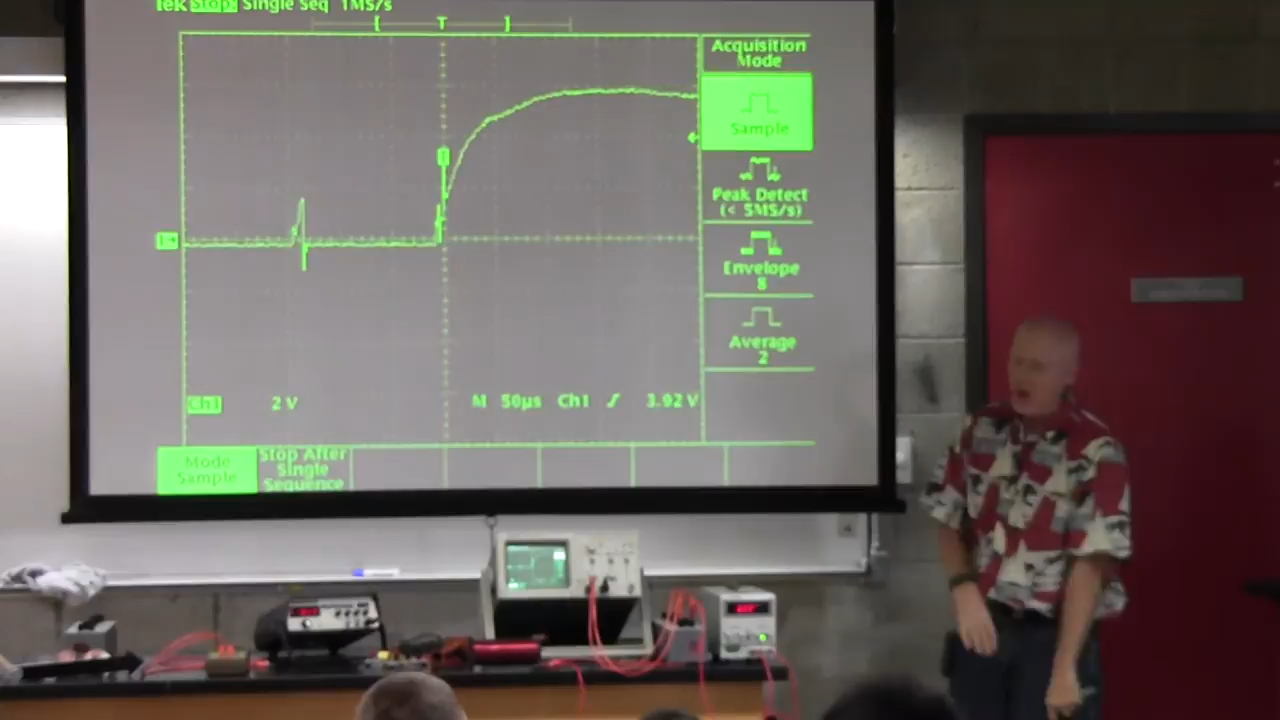 Tek Stop: Single Seq 1MS/s
[ T ]
Acquisition
Mode
Sample
Peak Detect
(< 5MS/s)
Envelope
8
Average
2
Ch1 2 V M 50µs Ch1 3.92 V
Mode
Sample
Stop After
Single
Sequence